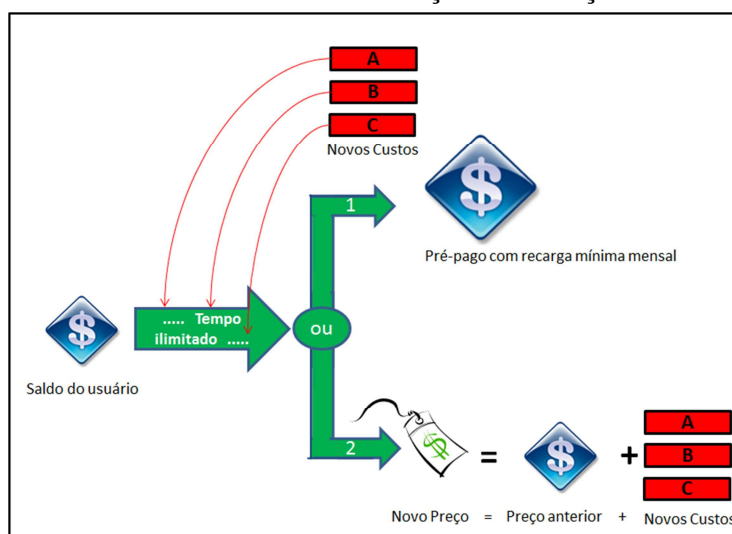 A
B
C
Novos Custos
1
Pré-pago com recarga mínima mensal
..... Tempo
ilimitado .....
ou
Saldo do usuário
2
=
+
A
B
C
Novo Preço = Preço anterior + Novos Custos